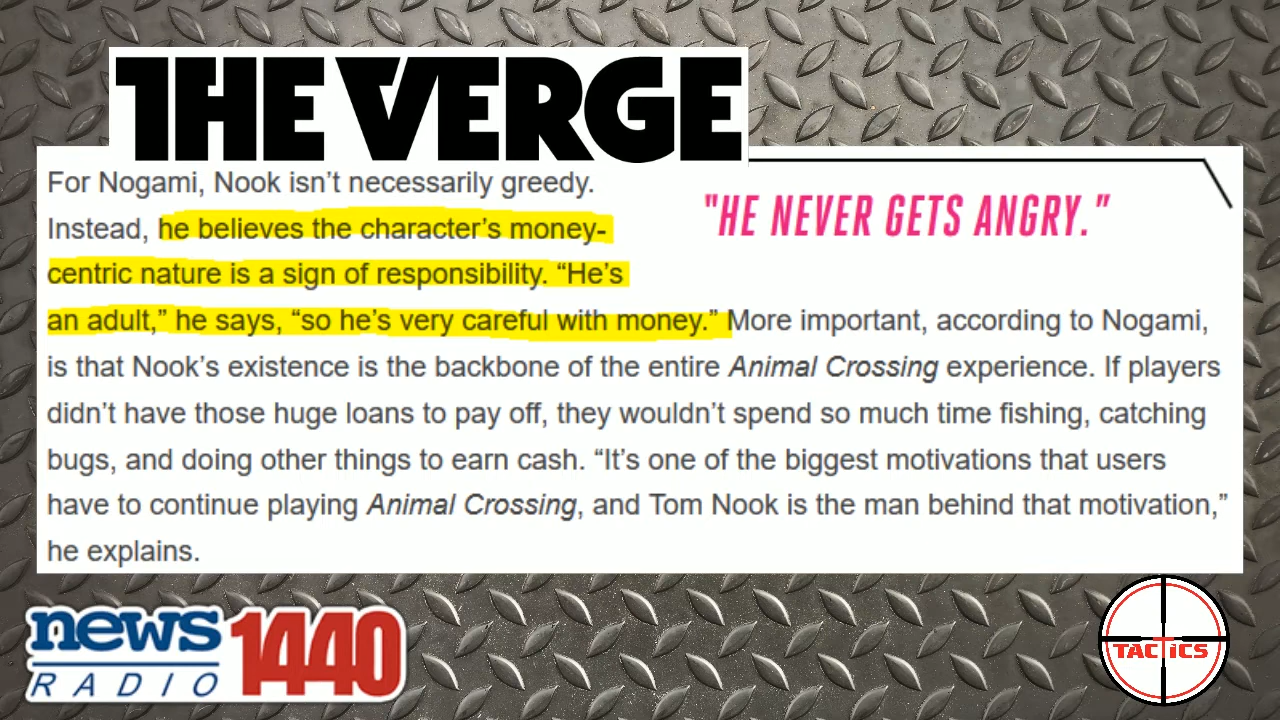 THE VERGE
For Nogami, Nook isn’t necessarily greedy.
Instead, he believes the character’s money-
centric nature is a sign of responsibility. “He’s
an adult,” he says, “so he’s very careful with money.” More important, according to Nogami,
is that Nook’s existence is the backbone of the entire Animal Crossing experience. If players
didn’t have those huge loans to pay off, they wouldn’t spend so much time fishing, catching
bugs, and doing other things to earn cash. “It’s one of the biggest motivations that users
have to continue playing Animal Crossing, and Tom Nook is the man behind that motivation,”
he explains.
"HE NEVER GETS ANGRY.”
news
RADIO 1440
TACTICS